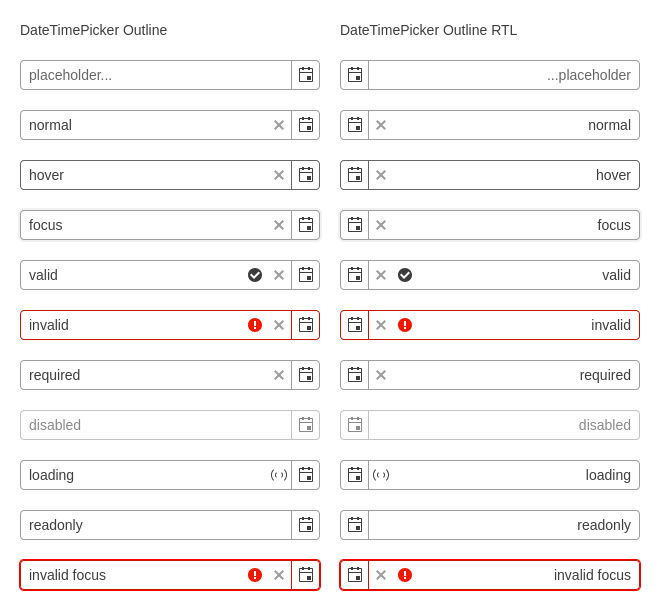 DateTimePicker Outline
placeholder...
normal
hover
focus
valid
invalid
required
disabled
loading
readonly
invalid focus
DateTimePicker Outline RTL
...placeholder
normal
hover
focus
valid
invalid
required
disabled
loading
readonly
invalid focus